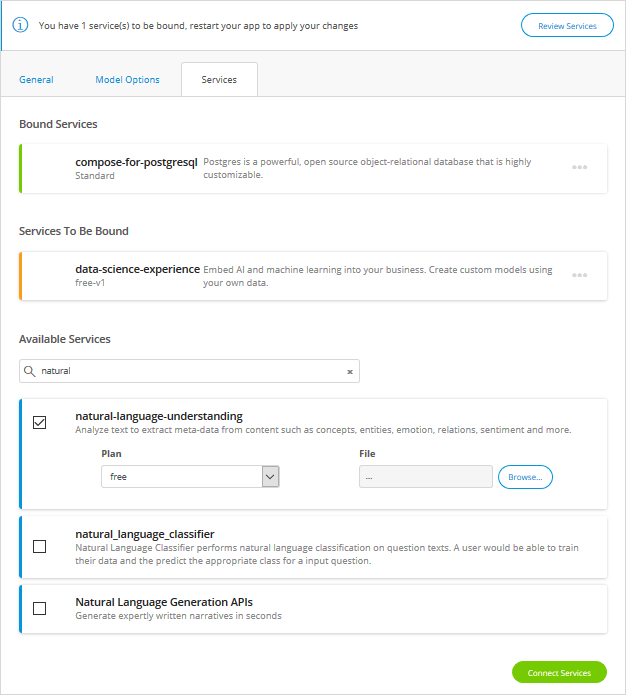 You have 1 service(s) to be bound, restart your app to apply your changes
Review Services
General
Model Options
Services
Bound Services
compose-for-postgresql
Standard
Postgres is a powerful, open source object-relational database that is highly
customizable.
Services To Be Bound
data-science-experience
free-v1
Embed AI and machine learning into your business. Create custom models using
your own data.
Available Services
natural
natural-language-understanding
Analyze text to extract meta-data from content such as concepts, entities, emotion, relations, sentiment and more.
Plan
File
free
...
Browse...
natural_language_classifier
Natural Language Classifier performs natural language classification on question texts. A user would be able to train
their data and the predict the appropriate class for a input question.
Natural Language Generation APIs
Generate expertly written narratives in seconds
Connect Services